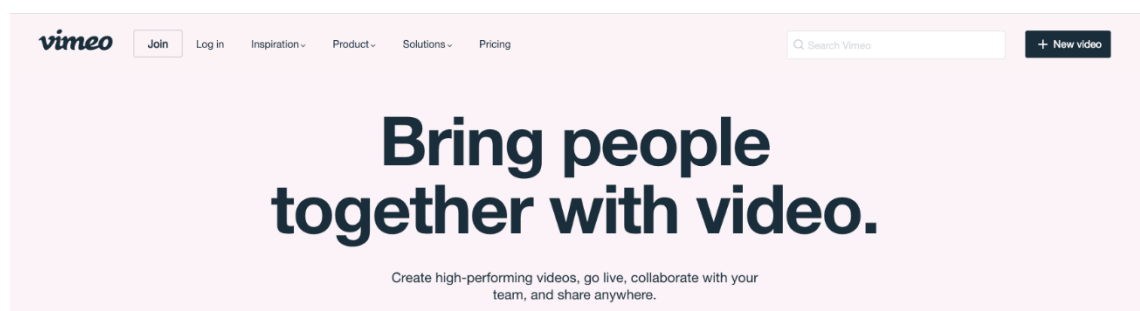 vimeo Join Log in Inspiration Product Solutions Pricing Search Vimeo + New video
Bring people
together with video.
Create high-performing videos, go live, collaborate with your
team, and share anywhere.